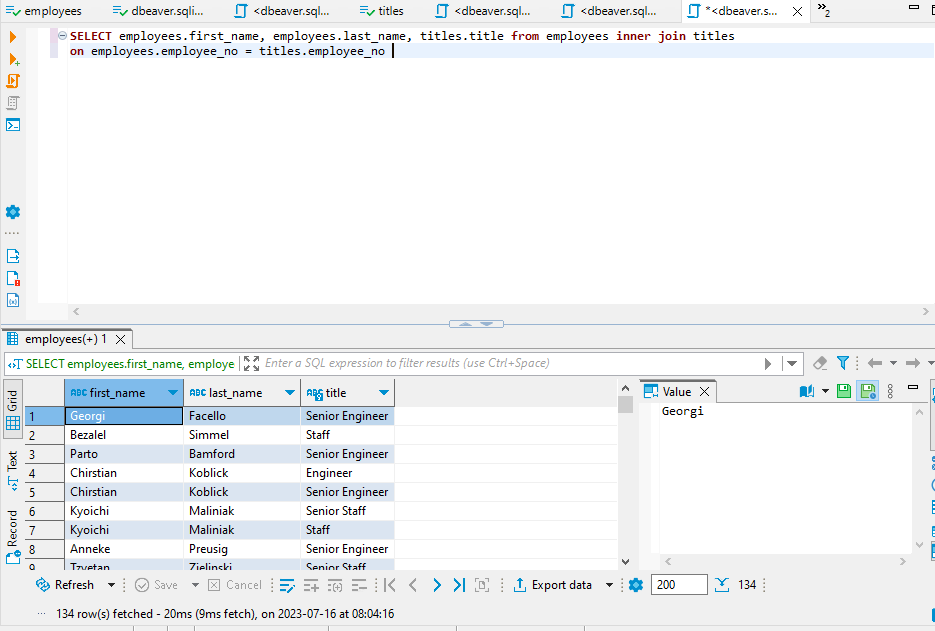 employees dbeaver.sqli... <dbeaver.sql... titles <dbeaver.sql... <dbeaver.sql... *<dbeaver.s... »2
SELECT employees.first_name, employees.last_name, titles.title from employees inner join titles
on employees.employee_no = titles.employee_no
employees(+) 1
SELECT employees.first_name, employe Enter a SQL expression to filter results (use Ctrl+Space)
Grid
Text
Record
ABC first_name ABC last_name ABC title
1 Georgi Facello Senior Engineer
2 Bezalel Simmel Staff
3 Parto Bamford Senior Engineer
4 Chirstian Koblick Engineer
5 Chirstian Koblick Senior Engineer
6 Kyoichi Maliniak Senior Staff
7 Kyoichi Maliniak Staff
8 Anneke Preusig Senior Engineer
9 Tzvetan Zielinski Senior Staff
Value
Georgi
Refresh Save Cancel Export data 200 134
134 row(s) fetched - 20ms (9ms fetch), on 2023-07-16 at 08:04:16